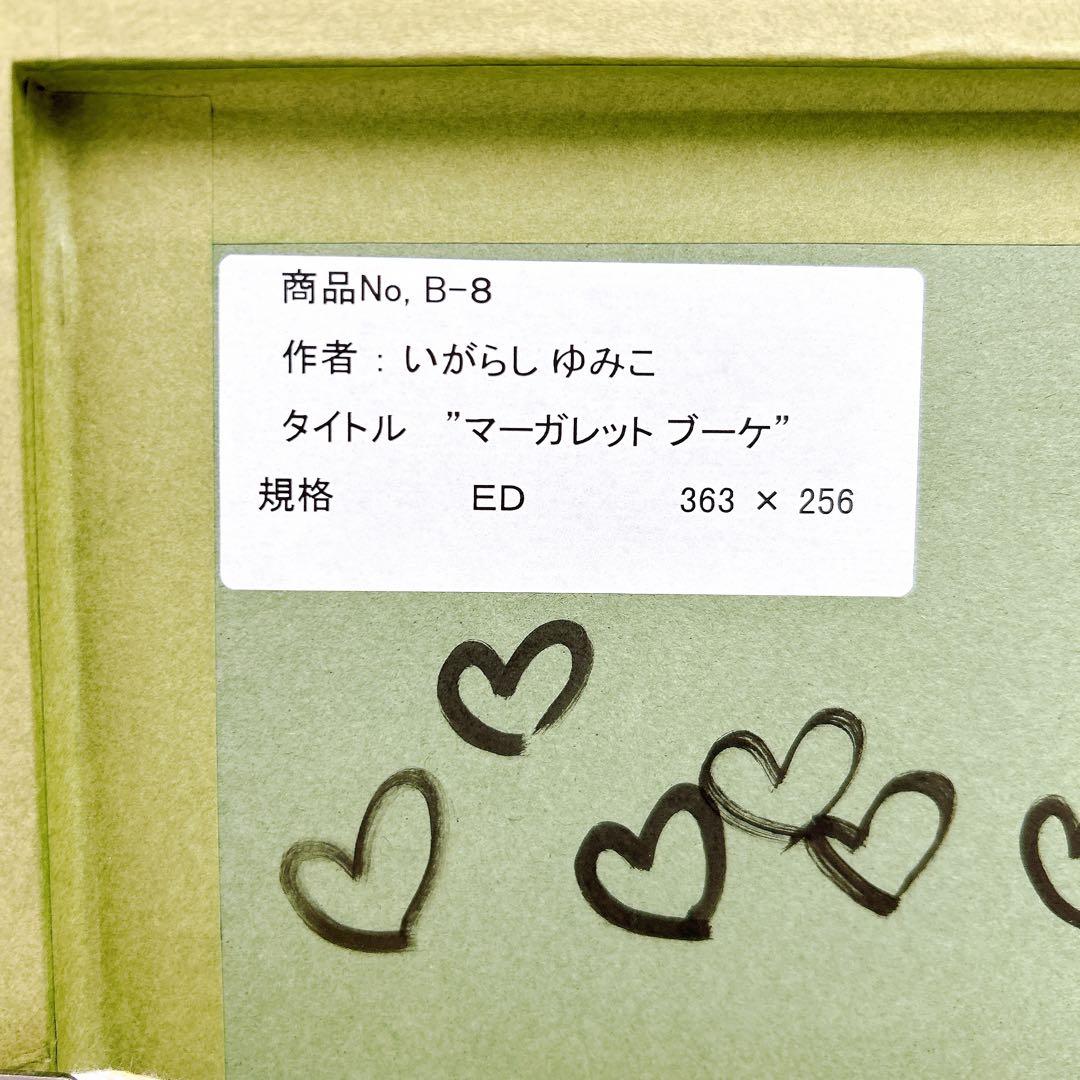 商品No, B-8
作者 : いがらし ゆみこ
タイトル ”マーガレット ブーケ”
規格 ED 363 × 256